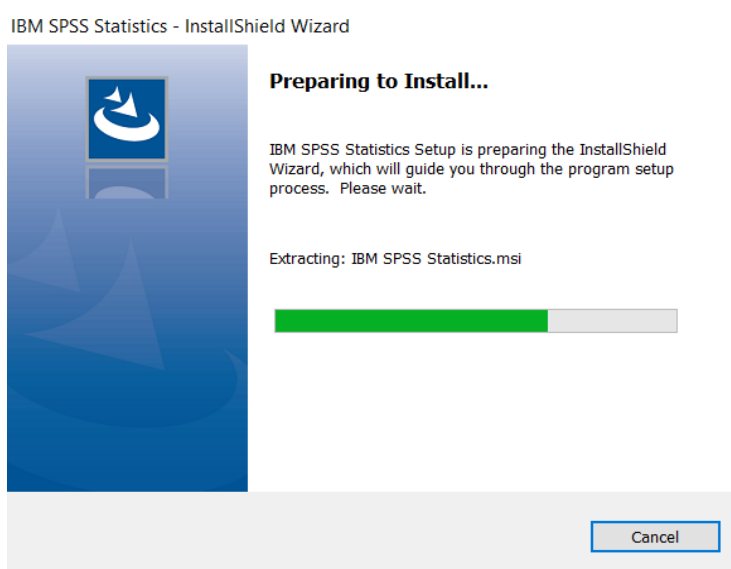 IBM SPSS Statistics - InstallShield Wizard
Preparing to Install...
IBM SPSS Statistics Setup is preparing the InstallShield
Wizard, which will guide you through the program setup
process.  Please wait.
Extracting: IBM SPSS Statistics.msi
Cancel